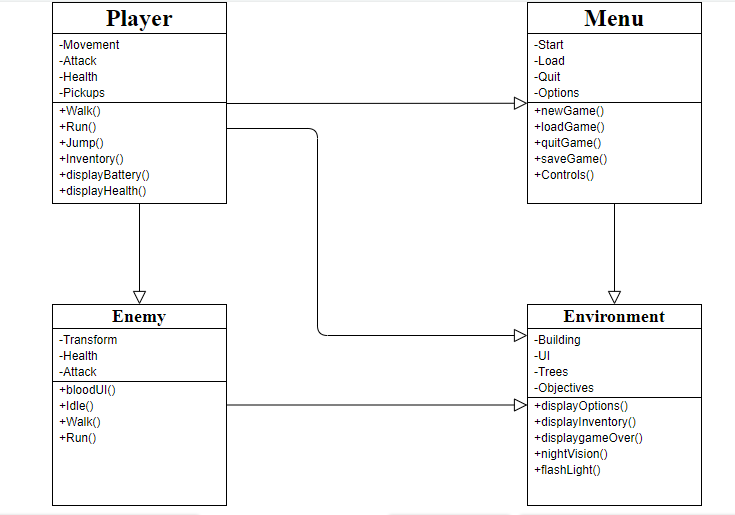 Player
-Movement
-Attack
-Health
-Pickups
+Walk()
+Run()
+Jump()
+Inventory()
+displayBattery()
+displayHealth()
Menu
-Start
-Load
-Quit
-Options
+newGame()
+loadGame()
+quitGame()
+saveGame()
+Controls()
Enemy
-Transform
-Health
-Attack
+bloodUI()
+Idle()
+Walk()
+Run()
Environment
-Building
-UI
-Trees
-Objectives
+displayOptions()
+displayInventory()
+displaygameOver()
+nightVision()
+flashLight()